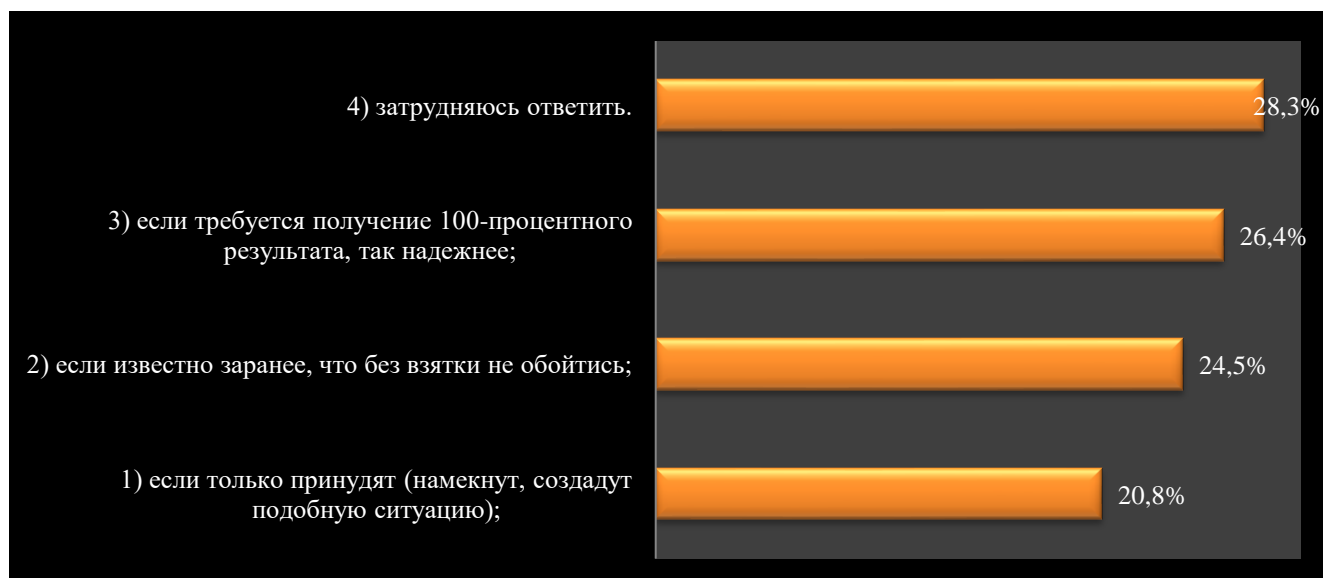 4) затрудняюсь ответить.
28,3%
3) если требуется получение 100-процентного
результата, так надежнее;
26,4%
2) если известно заранее, что без взятки не обойтись;
24,5%
1) если только принудят (намекнут, создадут
подобную ситуацию);
20,8%